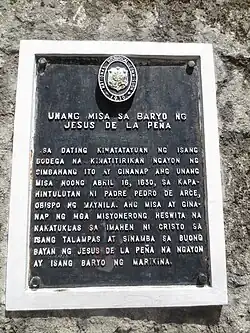 UNANG MISA SA BARYO NG
JESUS DE LA PEÑA
SA DATING KINATATAYUAN NG ISANG
BODEGA NA KINATITIRIKAN NGAYON NG
SIMBAHANG ITO AY GINANAP ANG UNANG
MISA NOONG ABRIL 16, 1630, SA KAPA-
HINTULUTAN NI PADRE PEDRO DE ARCE,
OBISPO NG MAYNILA. ANG MISA AY GINA-
NAP NG MGA MISYONERONG HESWITA NA
NAKATUKLAS SA IMAHEN NI CRISTO SA
ISANG TALAMPAS AT SINAMBA SA BUONG
BAYAN NG JESUS DE LA PEÑA NA NGAYON
AY ISANG BARYO NG MARIKINA.